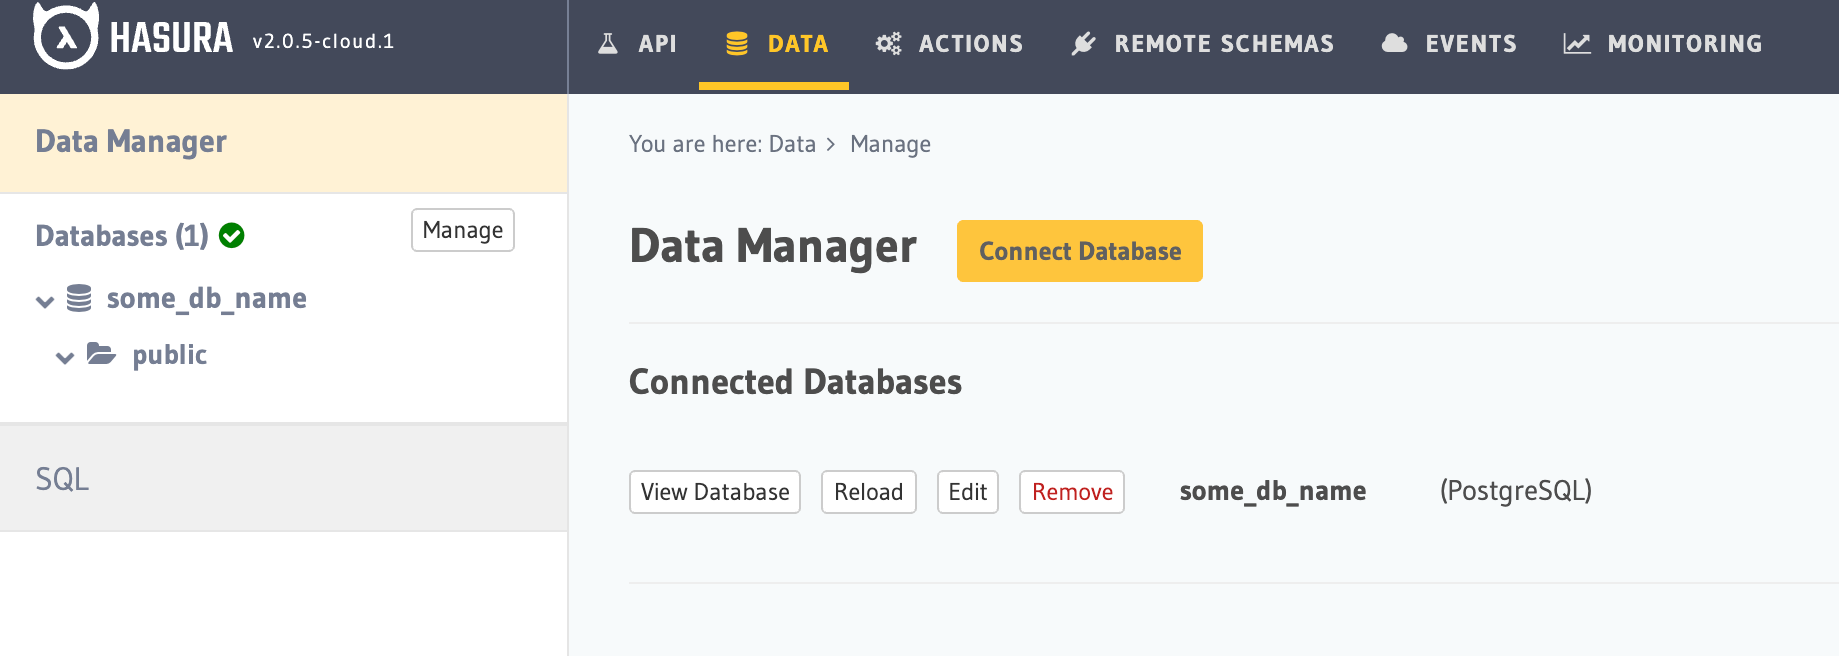 HASURA v2.0.5-cloud.1
API DATA ACTIONS REMOTE SCHEMAS EVENTS MONITORING
Data Manager
Databases (1) Manage
some_db_name
public
SQL
You are here: Data > Manage
Data Manager Connect Database
Connected Databases
View Database Reload Edit Remove some_db_name (PostgreSQL)